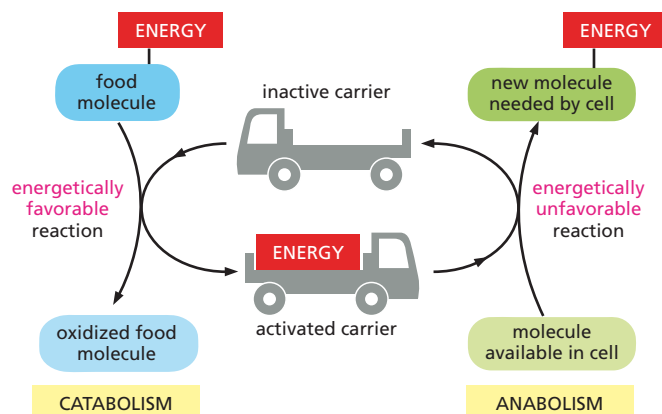 ENERGY
food
molecule
inactive carrier
ENERGY
new molecule
needed by cell
energetically
favorable
reaction
ENERGY
activated carrier
energetically
unfavorable
reaction
oxidized food
molecule
molecule
available in cell
CATABOLISM
ANABOLISM